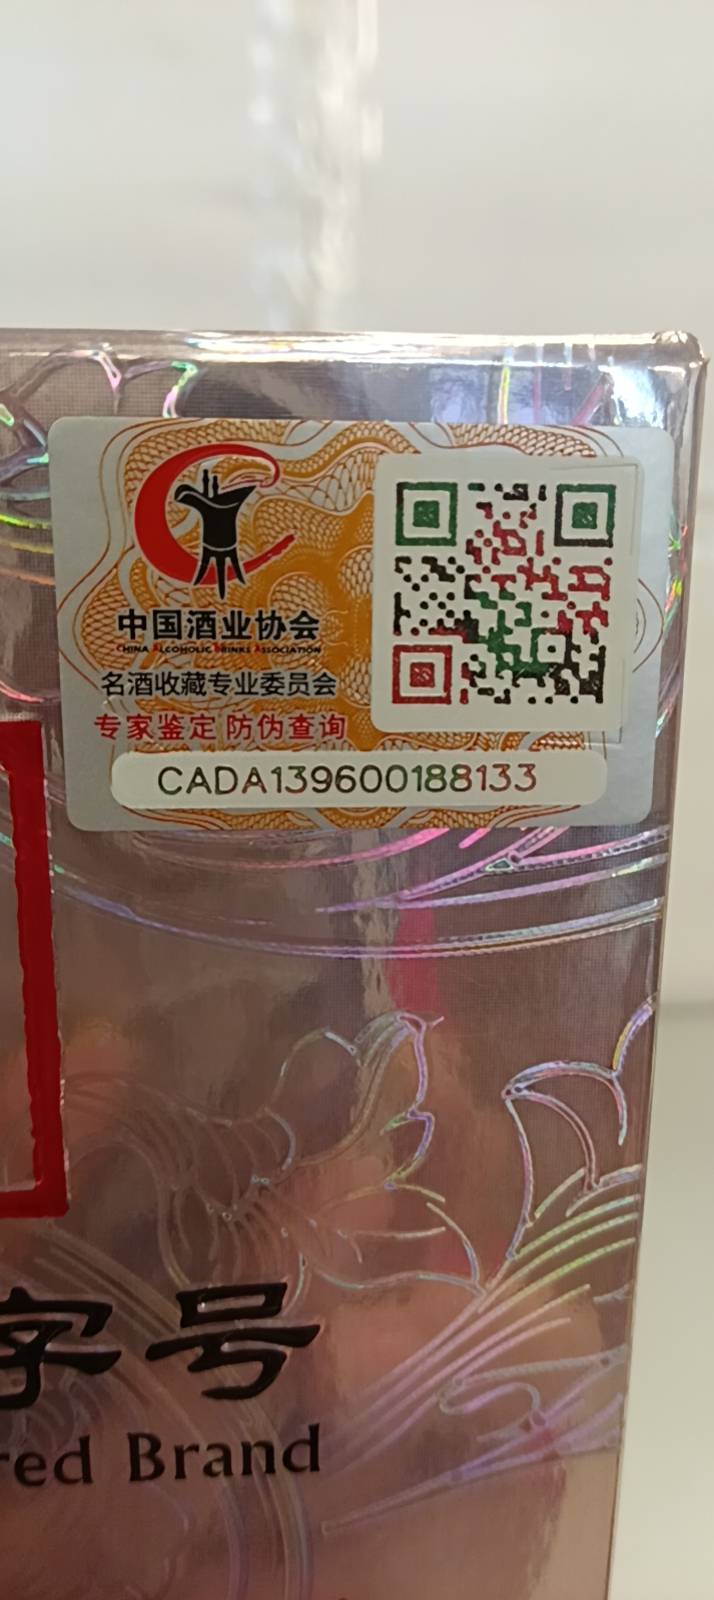 中国酒业协会
CHINA ALCOHOLIC DRINKS ASSOCIATION
名酒收藏专业委员会
专家鉴定 防伪查询
CADA139600188133
字号
red Brand